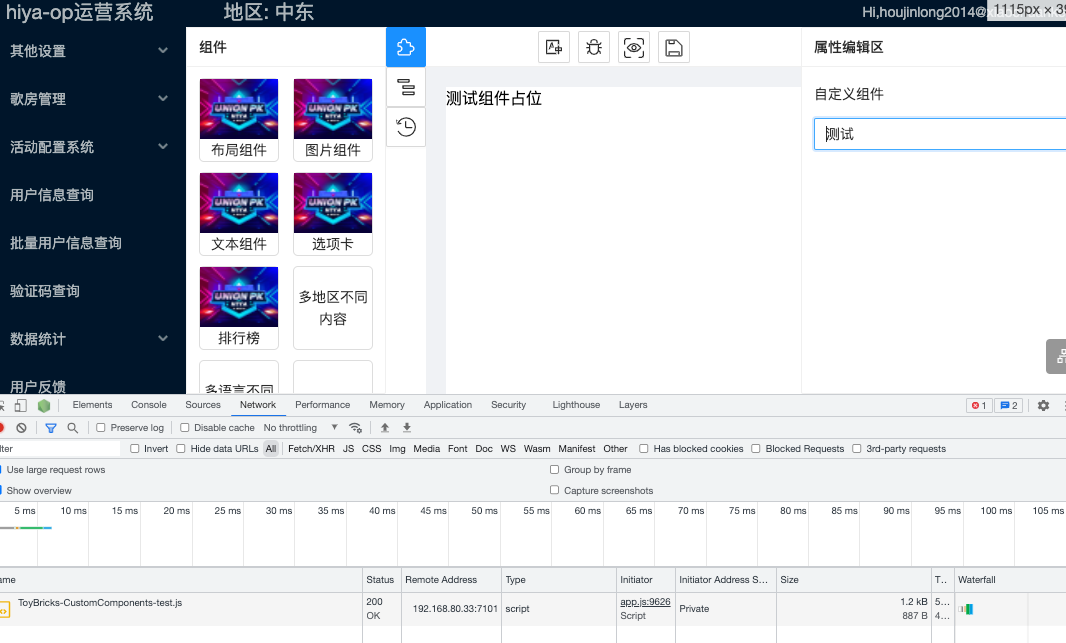 hiya-op运营系统 地区: 中东 Hi,houjinlong2014@
1115px × 39
其他设置
歌房管理
活动配置系统
用户信息查询
批量用户信息查询
验证码查询
数据统计
用户反馈
组件
UNION PK UNION PK
布局组件 图片组件
UNION PK UNION PK
文本组件 选项卡
UNION PK
排行榜
多地区不同
内容
多语言不同
测试组件占位
属性编辑区
自定义组件
测试
Elements Console Sources Network Performance Memory Application Security Lighthouse Layers 1 2
Preserve log Disable cache No throttling
lter Invert Hide data URLs All Fetch/XHR JS CSS Img Media Font Doc WS Wasm Manifest Other Has blocked cookies Blocked Requests 3rd-party requests
Use large request rows Group by frame
Show overview Capture screenshots
5 ms 10 ms 15 ms 20 ms 25 ms 30 ms 35 ms 40 ms 45 ms 50 ms 55 ms 60 ms 65 ms 70 ms 75 ms 80 ms 85 ms 90 ms 95 ms 100 ms 105 ms
ame Status Remote Address Type Initiator Initiator Address S... Size T.. Waterfall
ToyBricks-CustomComponents-test.js 200 192.168.80.33:7101 script app.js:9626 Private 1.2 kB 5...
OK Script 887 B 4...